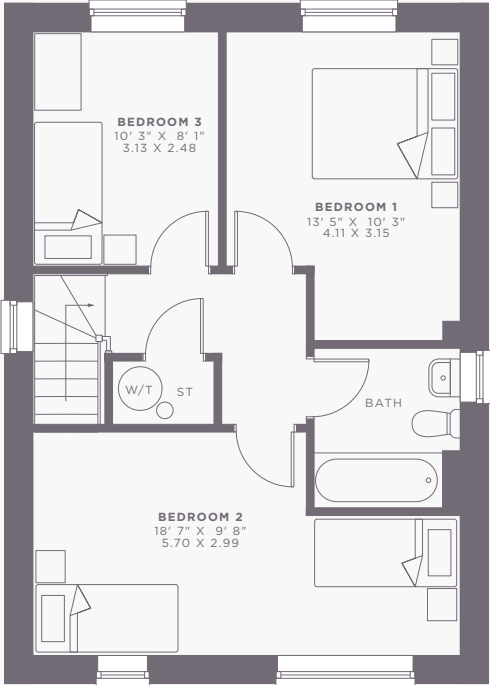 BEDROOM 3
10' 3" X 8' 1"
3.13 X 2.48
BEDROOM 1
13' 5" X 10' 3"
4.11 X 3.15
W/T
ST
BATH
BEDROOM 2
18' 7" X 9' 8"
5.70 X 2.99